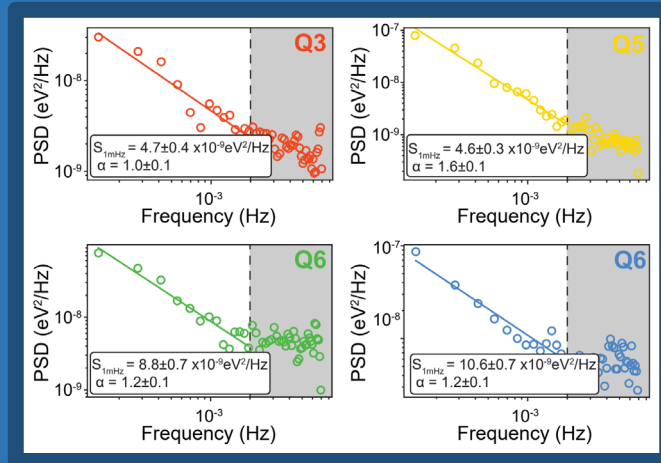 Q3
PSD (eV²/Hz)
10⁻⁸
10⁻⁹
S₁ₘHz = 4.7±0.4 x10⁻⁹eV²/Hz
α = 1.0±0.1
10⁻³
Frequency (Hz)
Q5
PSD (eV²/Hz)
10⁻⁷
10⁻⁸
10⁻⁹
S₁ₘHz = 4.6±0.3 x10⁻⁹eV²/Hz
α = 1.6±0.1
10⁻³
Frequency (Hz)
Q6
PSD (eV²/Hz)
10⁻⁸
10⁻⁹
S₁ₘHz = 8.8±0.7 x10⁻⁹eV²/Hz
α = 1.2±0.1
10⁻³
Frequency (Hz)
Q6
PSD (eV²/Hz)
10⁻⁷
10⁻⁸
S₁ₘHz = 10.6±0.7 x10⁻⁹eV²/Hz
α = 1.2±0.1
10⁻³
Frequency (Hz)